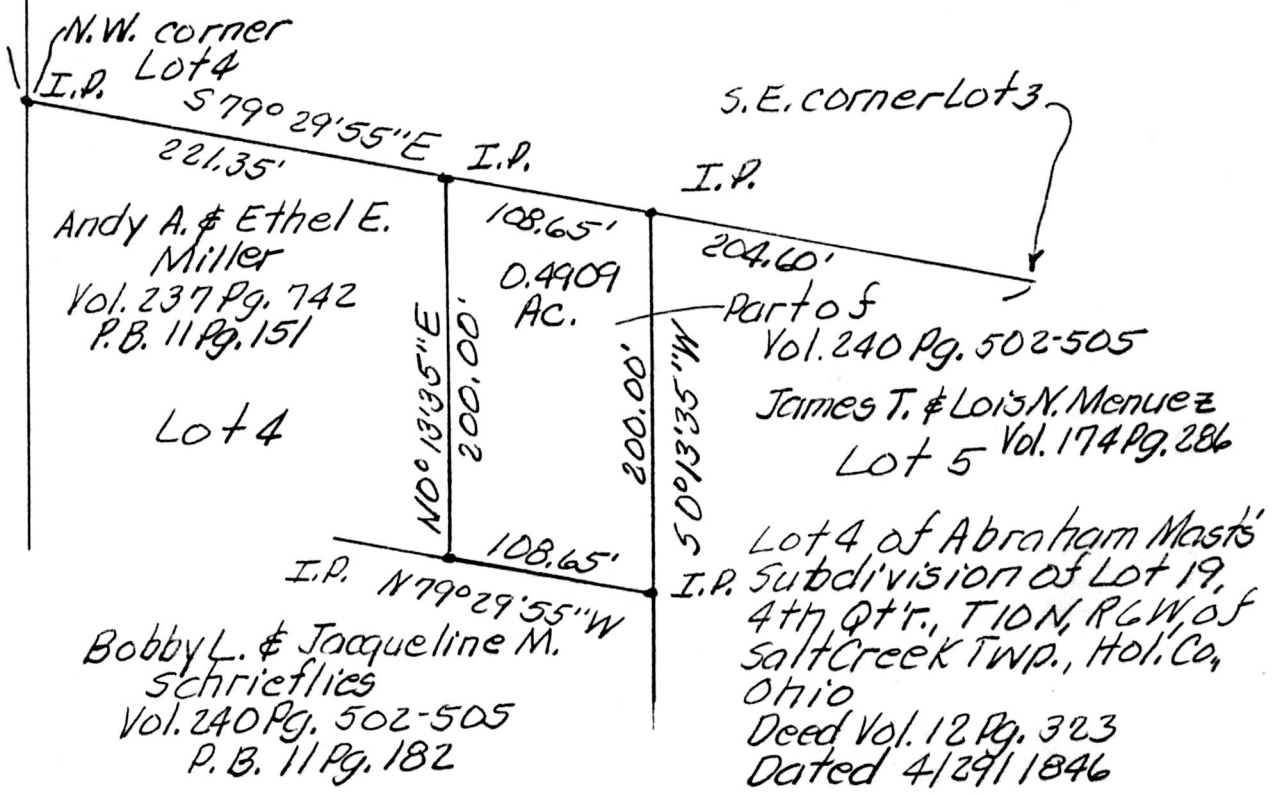 N.W. corner
Lot 4
I.P.
S 79° 29'55"E
221.35'
I.P.
I.P.
S.E. corner Lot 3
108.65'
204.60'
Andy A. & Ethel E.
Miller
Vol. 237 Pg. 742
P.B. 11 Pg. 151
Lot 4
0.4909
Ac.
N0° 13'35"E
200.00'
200.00'
S 0° 13'35"W
Part of
Vol. 240 Pg. 502-505
James T. & Lois N. Menuez
Lot 5 Vol. 174 Pg. 286
I.P.
108.65'
N 79° 29'55"W
I.P.
Bobby L. & Jacqueline M.
Schrieflies
Vol. 240 Pg. 502-505
P.B. 11 Pg. 182
Lot 4 of Abraham Masts'
Subdivision of Lot 19,
4th Qt'r., T10N, R6W, of
SaltCreek Twp., Hol. Co.,
Ohio
Deed Vol. 12 Pg. 323
Dated 4/29/1846